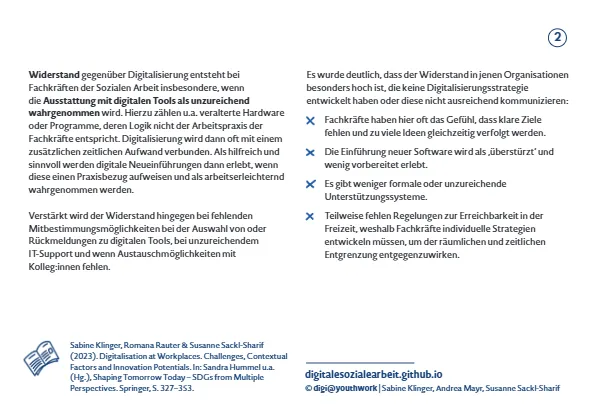 2
Widerstand gegenüber Digitalisierung entsteht bei
Fachkräften der Sozialen Arbeit insbesondere, wenn
die Ausstattung mit digitalen Tools als unzureichend
wahrgenommen wird. Hierzu zählen u.a. veralterte Hardware
oder Programme, deren Logik nicht der Arbeitspraxis der
Fachkräfte entspricht. Digitalisierung wird dann oft mit einem
zusätzlichen zeitlichen Aufwand verbunden. Als hilfreich und
sinnvoll werden digitale Neueinführungen dann erlebt, wenn
diese einen Praxisbezug aufweisen und als arbeitserleichternd
wahrgenommen werden.
Verstärkt wird der Widerstand hingegen bei fehlenden
Mitbestimmungsmöglichkeiten bei der Auswahl von oder
Rückmeldungen zu digitalen Tools, bei unzureichendem
IT-Support und wenn Austauschmöglichkeiten mit
Kolleg:innen fehlen.
Es wurde deutlich, dass der Widerstand in jenen Organisationen
besonders hoch ist, die keine Digitalisierungsstrategie
entwickelt haben oder diese nicht ausreichend kommunizieren:
Fachkräfte haben hier oft das Gefühl, dass klare Ziele
fehlen und zu viele Ideen gleichzeitig verfolgt werden.
Die Einführung neuer Software wird als ‚überstürzt' und
wenig vorbereitet erlebt.
Es gibt weniger formale oder unzureichende
Unterstützungssysteme.
Teilweise fehlen Regelungen zur Erreichbarkeit in der
Freizeit, weshalb Fachkräfte individuelle Strategien
entwickeln müssen, um der räumlichen und zeitlichen
Entgrenzung entgegenzuwirken.
Sabine Klinger, Romana Rauter & Susanne Sackl-Sharif
(2023). Digitalisation at Workplaces. Challenges, Contextual
Factors and Innovation Potentials. In: Sandra Hummel u.a.
(Hg.), Shaping Tomorrow Today – SDGs from Multiple
Perspectives. Springer, S. 327–353.
digitalesozialearbeit.github.io
© digi@youthwork | Sabine Klinger, Andrea Mayr, Susanne Sackl-Sharif